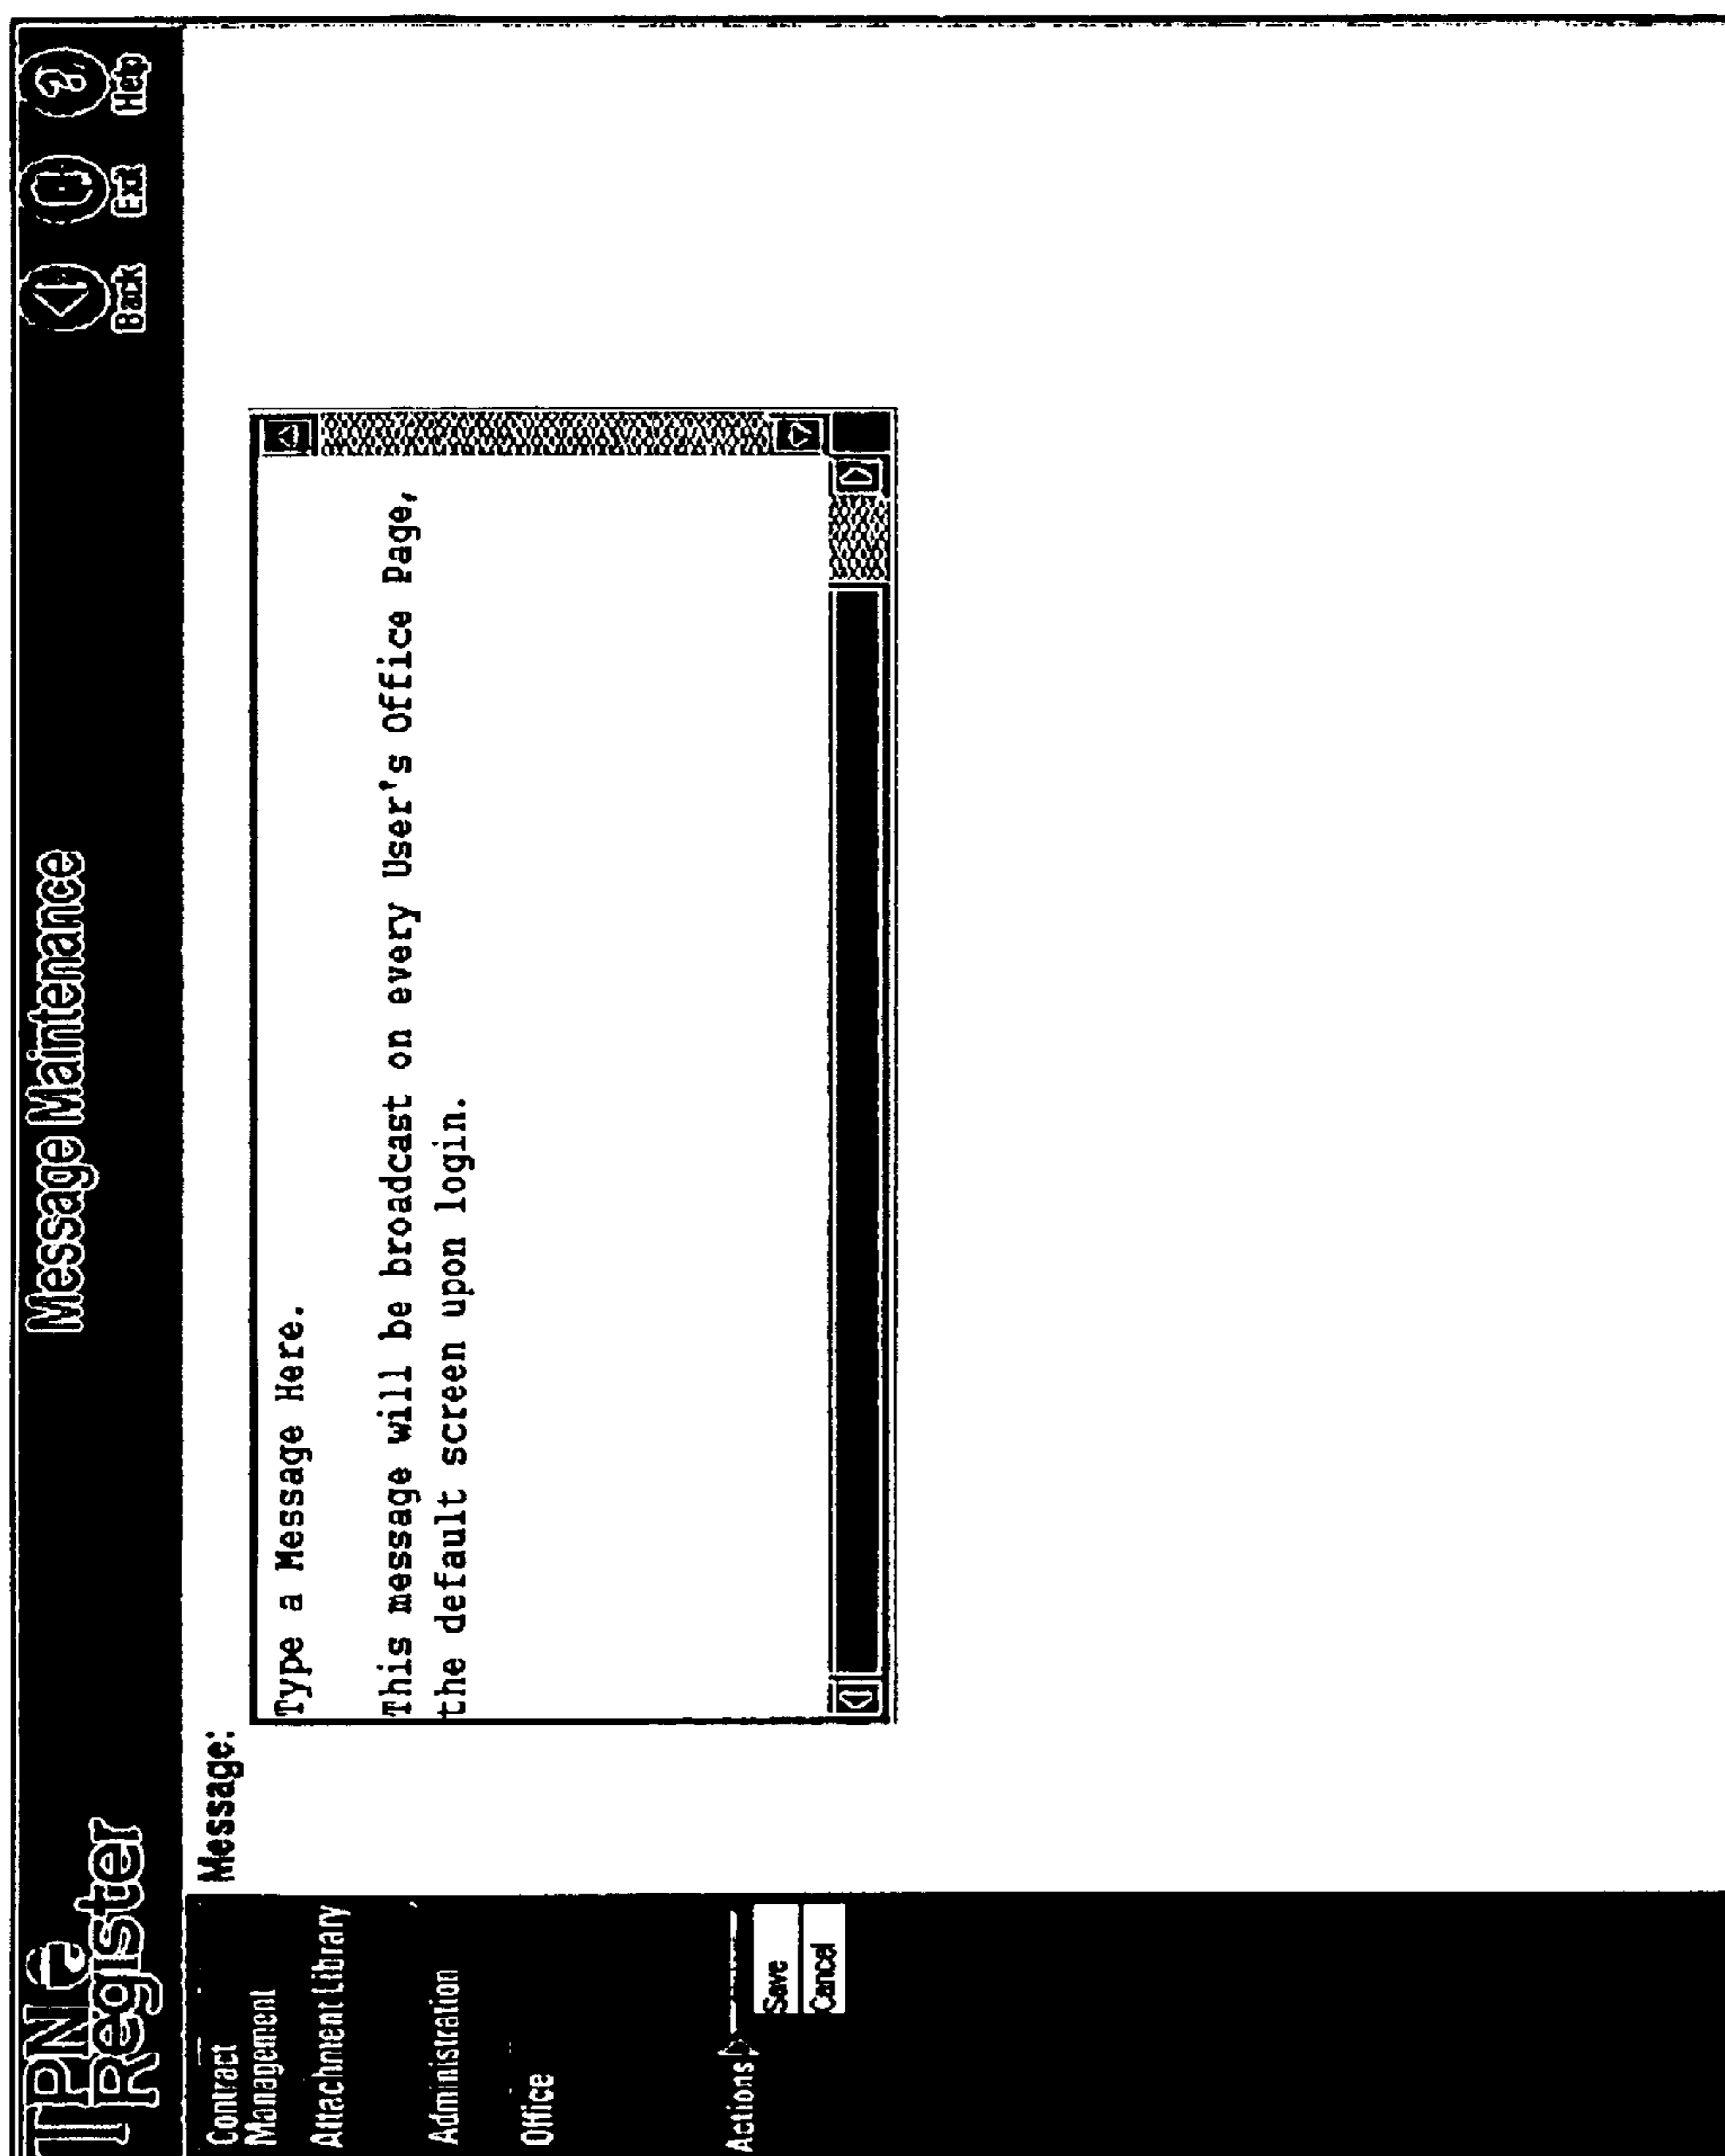 TPN Register
Message Maintenance
Back Exit Help
Contract
Management
Attachment Library
Administration
Office
Actions
Save
Cancel
Message:
Type a Message Here.
This message will be broadcast on every User's Office Page,
the default screen upon login.